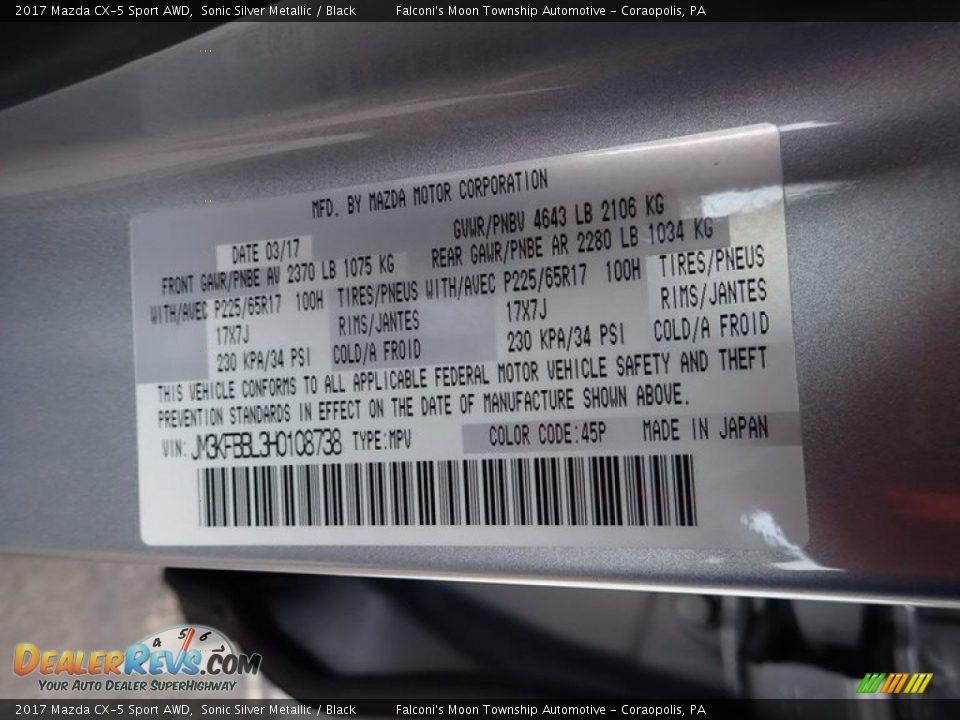 2017 Mazda CX-5 Sport AWD, Sonic Silver Metallic / Black Falconi's Moon Township Automotive - Coraopolis, PA
MFD. BY MAZDA MOTOR CORPORATION
DATE 03/17 GVWR/PNBV 4643 LB 2106 KG
FRONT GAWR/PNBE AV 2370 LB 1075 KG REAR GAWR/PNBE AR 2280 LB 1034 KG
WITH/AVEC P225/65R17 100H TIRES/PNEUS WITH/AVEC P225/65R17 100H TIRES/PNEUS
17X7J RIMS/JANTES 17X7J RIMS/JANTES
230 KPA/34 PSI COLD/A FROID 230 KPA/34 PSI COLD/A FROID
THIS VEHICLE CONFORMS TO ALL APPLICABLE FEDERAL MOTOR VEHICLE SAFETY AND THEFT
PREVENTION STANDARDS IN EFFECT ON THE DATE OF MANUFACTURE SHOWN ABOVE.
VIN: JM3KFBBL3H0108738 TYPE:MPV COLOR CODE:45P MADE IN JAPAN
4 5 6
DealerRevs.com
Your Auto Dealer SuperHighway
2017 Mazda CX-5 Sport AWD, Sonic Silver Metallic / Black Falconi's Moon Township Automotive - Coraopolis, PA